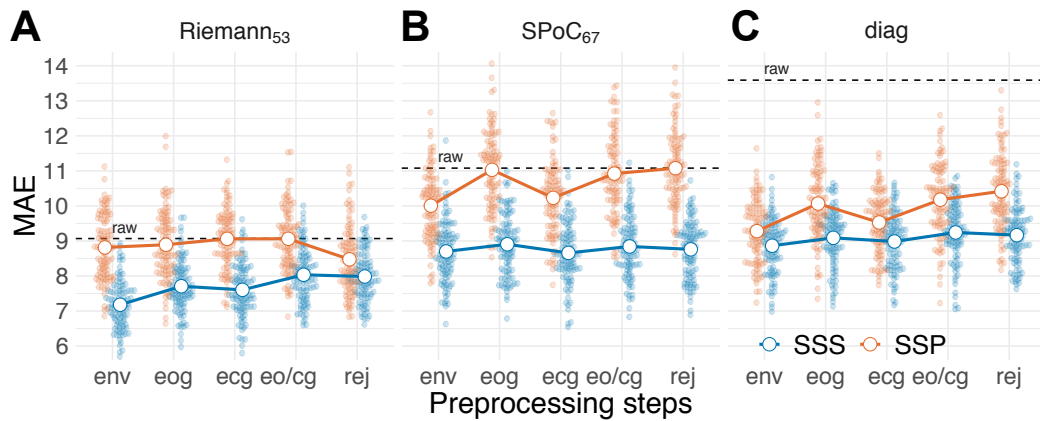 A
Riemann53
B
SPoC67
C
diag
MAE
14
13
12
11
10
9
8
7
6
raw
raw
raw
SSS
SSP
env eog ecg eo/cg rej
env eog ecg eo/cg rej
env eog ecg eo/cg rej
Preprocessing steps